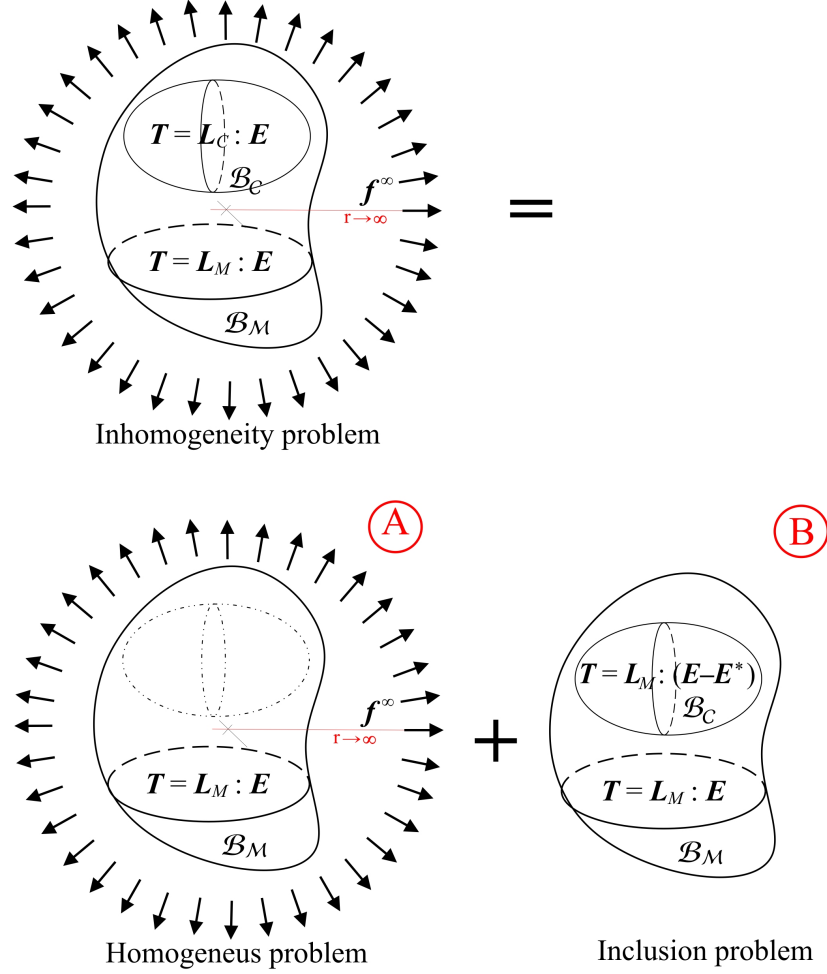 T = L_C : E
B_C
f^∞
r→∞
=
T = L_M : E
B_M
Inhomogeneity problem
A
B
f^∞
r→∞
T = L_M : (E–E*)
B_C
+
T = L_M : E
T = L_M : E
B_M
B_M
Homogeneus problem
Inclusion problem